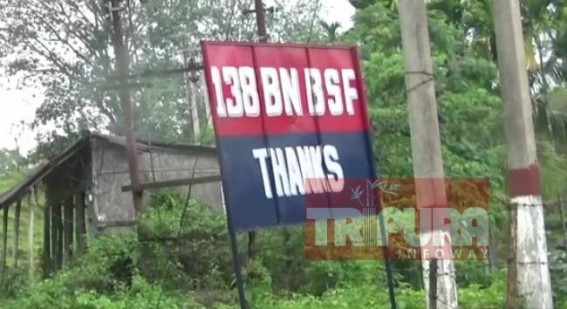 138 BN BSF
THANKS
TRIPURA
INFOWAY